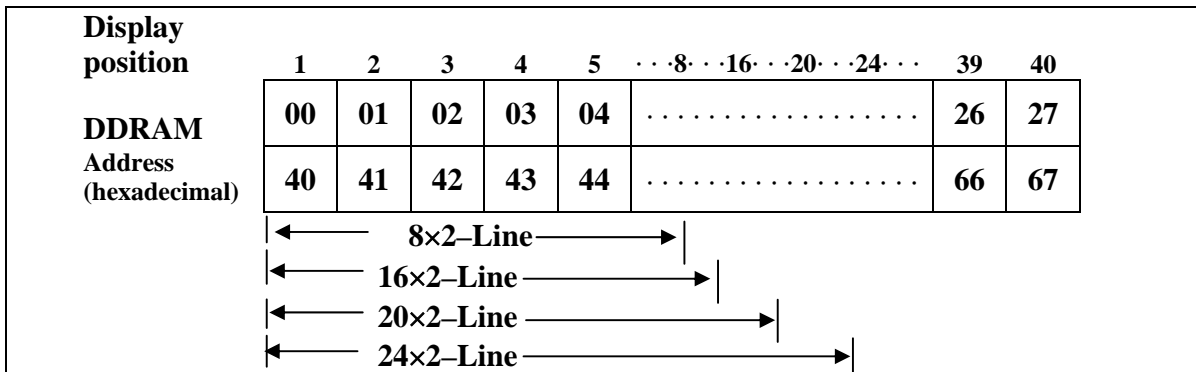 Display
position 1 2 3 4 5 · · ·8· · ·16· · ·20· · ·24· · · 39 40
DDRAM 00 01 02 03 04 · · · · · · · · · · · · · · · · · · 26 27
Address
(hexadecimal) 40 41 42 43 44 · · · · · · · · · · · · · · · · · · 66 67
8×2–Line
16×2–Line
20×2–Line
24×2–Line